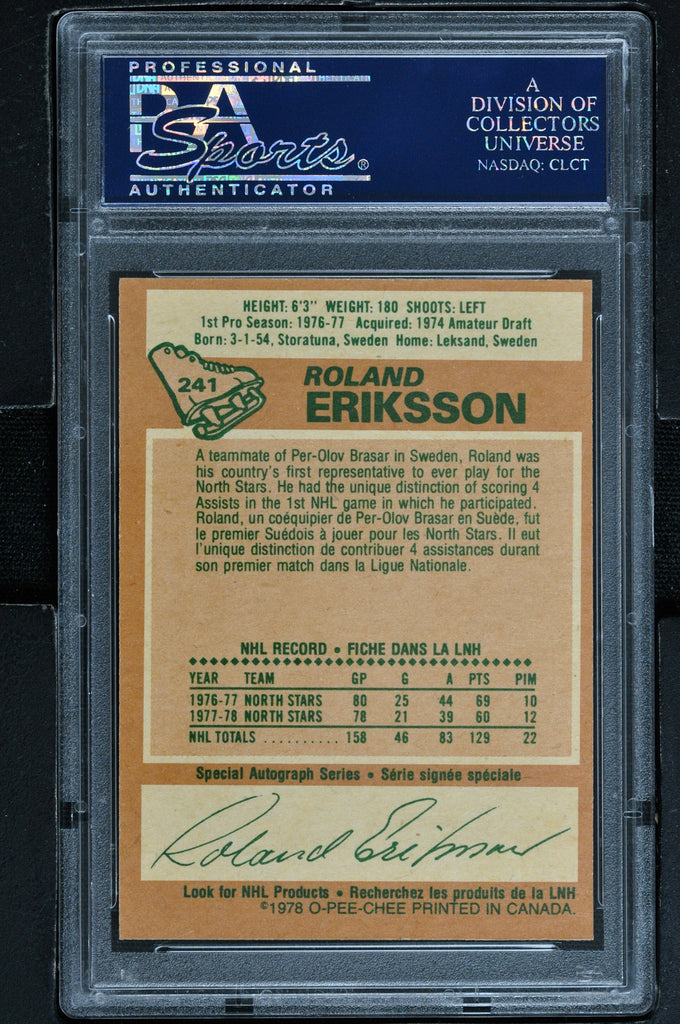 PROFESSIONAL
PSA
Sports®
AUTHENTICATOR
A
DIVISION OF
COLLECTORS
UNIVERSE
NASDAQ: CLCT
HEIGHT: 6'3" WEIGHT: 180 SHOOTS: LEFT
1st Pro Season: 1976-77 Acquired: 1974 Amateur Draft
Born: 3-1-54, Storatuna, Sweden Home: Leksand, Sweden
241
ROLAND
ERIKSSON
A teammate of Per-Olov Brasar in Sweden, Roland was
his country's first representative to ever play for the
North Stars. He had the unique distinction of scoring 4
Assists in the 1st NHL game in which he participated.
Roland, un coéquipier de Per-Olov Brasar en Suède, fut
le premier Suédois à jouer pour les North Stars. Il eut
l'unique distinction de contribuer 4 assistances durant
son premier match dans la Ligue Nationale.
NHL RECORD • FICHE DANS LA LNH
YEAR TEAM GP G A PTS PIM
1976-77 NORTH STARS 80 25 44 69 10
1977-78 NORTH STARS 78 21 39 60 12
NHL TOTALS .......... 158 46 83 129 22
Special Autograph Series • Série signée spéciale
Roland Eriksson
Look for NHL Products • Recherchez les produits de la LNH
©1978 O-PEE-CHEE PRINTED IN CANADA.